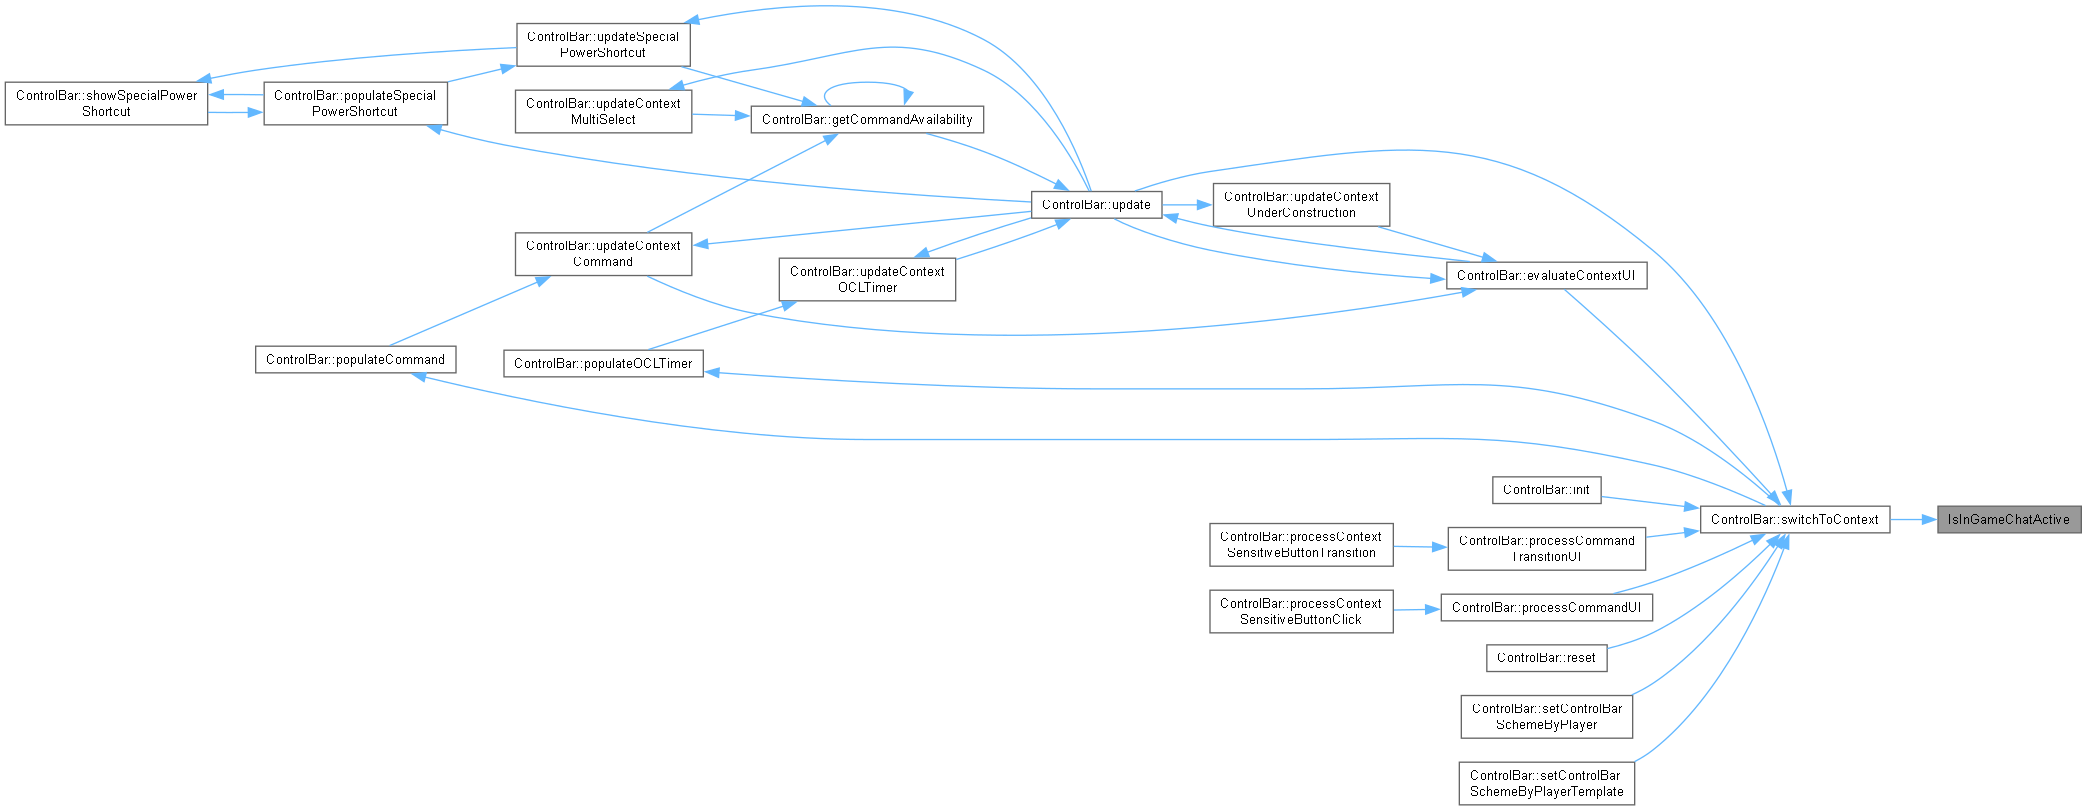 ControlBar::updateSpecial
PowerShortcut
ControlBar::showSpecialPower
Shortcut
ControlBar::populateSpecial
PowerShortcut
ControlBar::updateContext
MultiSelect
ControlBar::getCommandAvailability
ControlBar::update
ControlBar::updateContext
UnderConstruction
ControlBar::updateContext
Command
ControlBar::updateContext
OCLTimer
ControlBar::evaluateContextUI
ControlBar::populateCommand
ControlBar::populateOCLTimer
ControlBar::init
ControlBar::switchToContext
IsInGameChatActive
ControlBar::processContext
SensitiveButtonTransition
ControlBar::processCommand
TransitionUI
ControlBar::processContext
SensitiveButtonClick
ControlBar::processCommandUI
ControlBar::reset
ControlBar::setControlBar
SchemeByPlayer
ControlBar::setControlBar
SchemeByPlayerTemplate